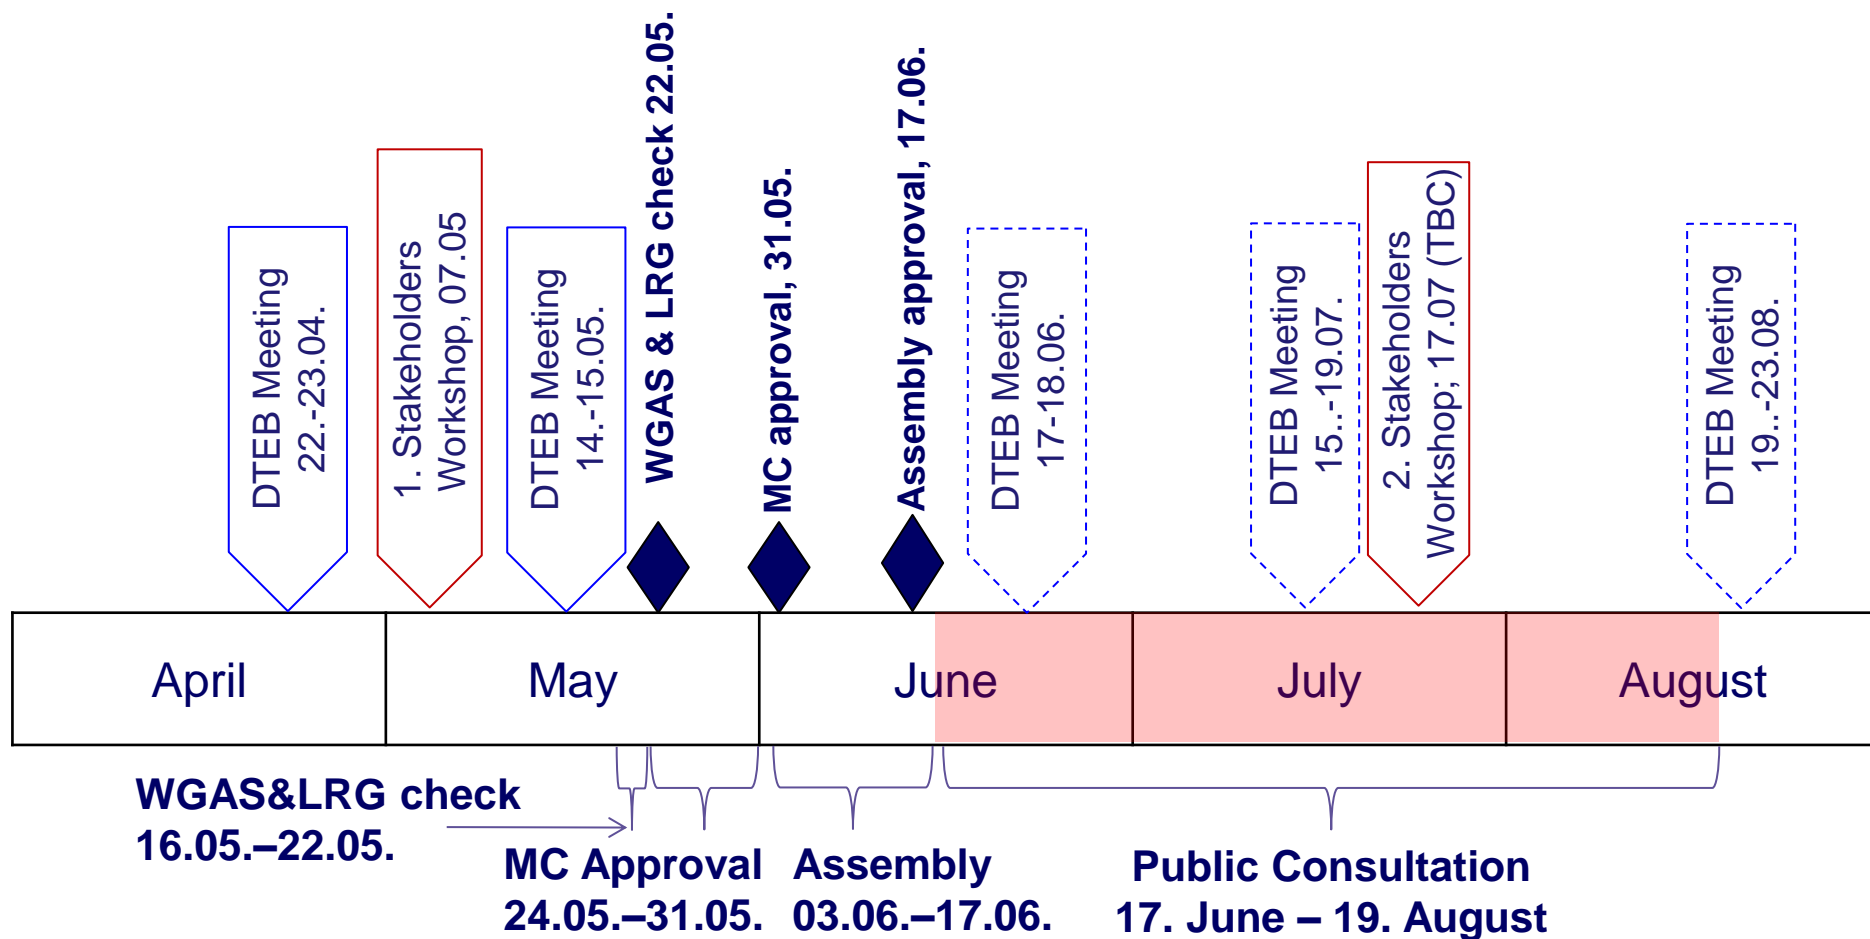 DTEB Meeting
22.-23.04.
1. Stakeholders
Workshop, 07.05
DTEB Meeting
14.-15.05.
WGAS & LRG check 22.05.
MC approval, 31.05.
Assembly approval, 17.06.
DTEB Meeting
17-18.06.
DTEB Meeting
15..-19.07.
2. Stakeholders
Workshop; 17.07 (TBC)
DTEB Meeting
19..-23.08.
April
May
June
July
August
WGAS&LRG check
16.05.–22.05.
MC Approval
24.05.–31.05.
Assembly
03.06.–17.06.
Public Consultation
17. June – 19. August